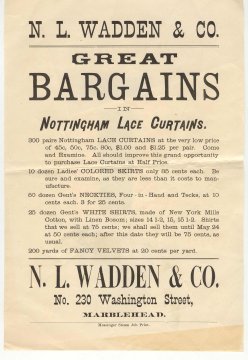 N. L. WADDEN & CO.
GREAT
BARGAINS
IN
NOTTINGHAM LACE CURTAINS.
300 pairs Nottingham LACE CURTAINS at the very low price
of 45c, 50c, 75c, 80c, $1.00 and $1.25 per pair. Come
and Examine. All should improve this grand opportunity
to purchase Lace Curtains at Half Price.
10 dozen Ladies' COLORED SKIRTS only 85 cents each. Be
sure and examine, as they are less than it costs to man-
ufacture.
50 dozen Gent's NECKTIES, Four-in-Hand and Tecks, at 10
cents each. 3 for 25 cents.
25 dozen Gent's WHITE SHIRTS, made of New York Mills
Cotton, with Linen Bosom; sizes 14 1-2, 15, 15 1-2. Shirts
that we sell at 75 cents; we shall sell them until May
24 at 50 cents each; after this date they will be 75 cents, as
usual.
200 yards of FANCY VELVETS at 20 cents per yard.
N. L. WADDEN & CO.
No. 230 Washington Street,
MARBLEHEAD.
Messenger Steam Job Print.